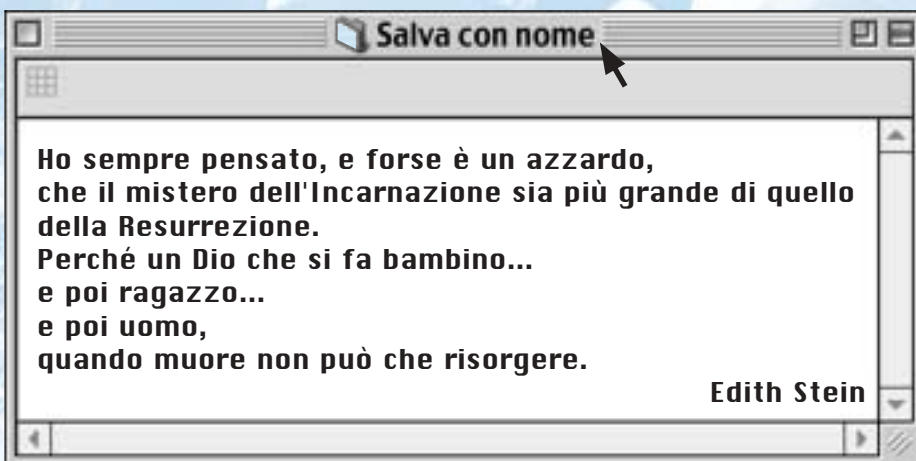 Salva con nome
Ho sempre pensato, e forse è un azzardo,
che il mistero dell'Incarnazione sia più grande di quello
della Resurrezione.
Perché un Dio che si fa bambino...
e poi ragazzo...
e poi uomo,
quando muore non può che risorgere.
Edith Stein